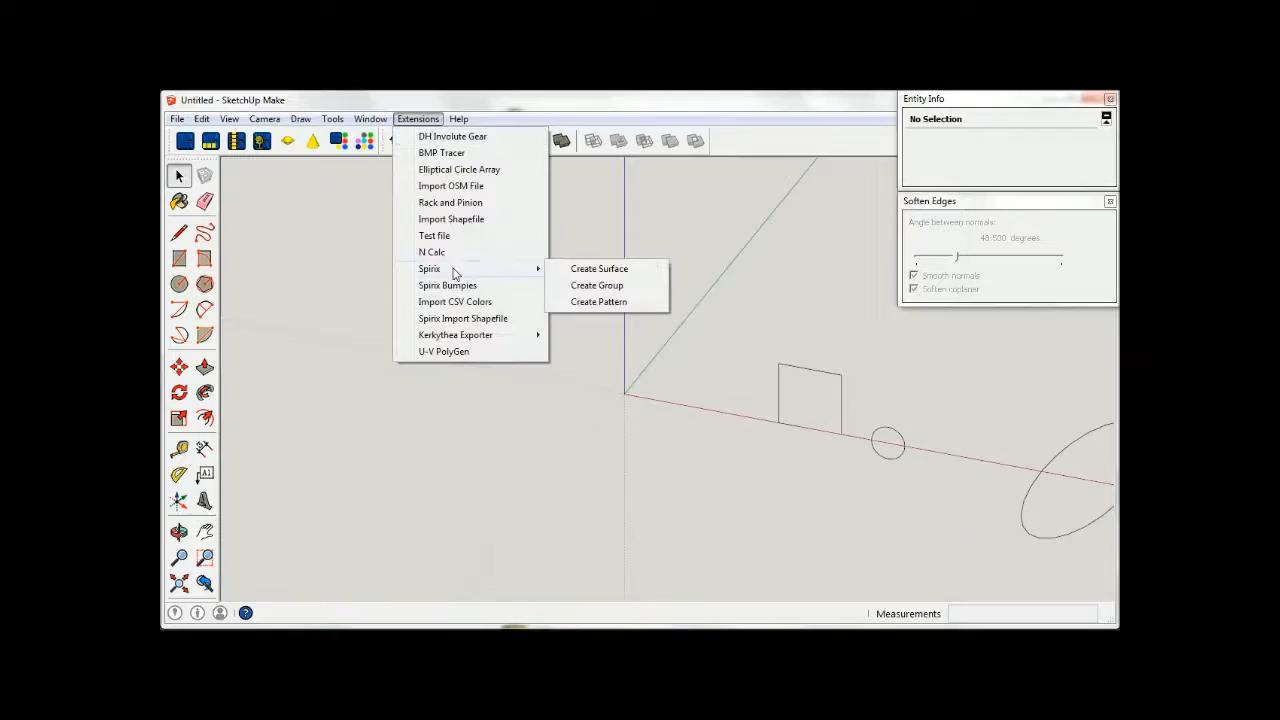 Untitled - SketchUp Make
File Edit View Camera Draw Tools Window Extensions Help
DH Involute Gear
BMP Tracer
Elliptical Circle Array
Import OSM File
Rack and Pinion
Import Shapefile
Test file
N Calc
Spirix
Spirix Bumpies
Import CSV Colors
Spirix Import Shapefile
Kerkythea Exporter
U-V PolyGen
Create Surface
Create Group
Create Pattern
Entity Info
No Selection
Soften Edges
Angle between normals:
48.500 degrees
Smooth normals
Soften coplanar
A1
Measurements